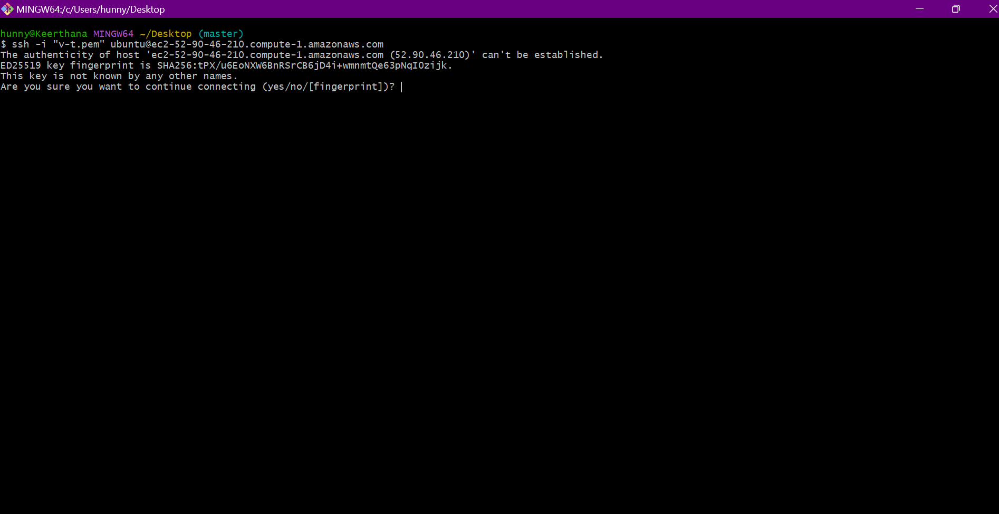 MINGW64:/c/Users/hunny/Desktop
hunny@Keerthana MINGW64 ~/Desktop (master)
$ ssh -i "v-t.pem" ubuntu@ec2-52-90-46-210.compute-1.amazonaws.com
The authenticity of host 'ec2-52-90-46-210.compute-1.amazonaws.com (52.90.46.210)' can't be established.
ED25519 key fingerprint is SHA256:tPX/u6EoNXW6BnRSrCB6jD4i+wmnmtQe63pNqI0zijk.
This key is not known by any other names.
Are you sure you want to continue connecting (yes/no/[fingerprint])?